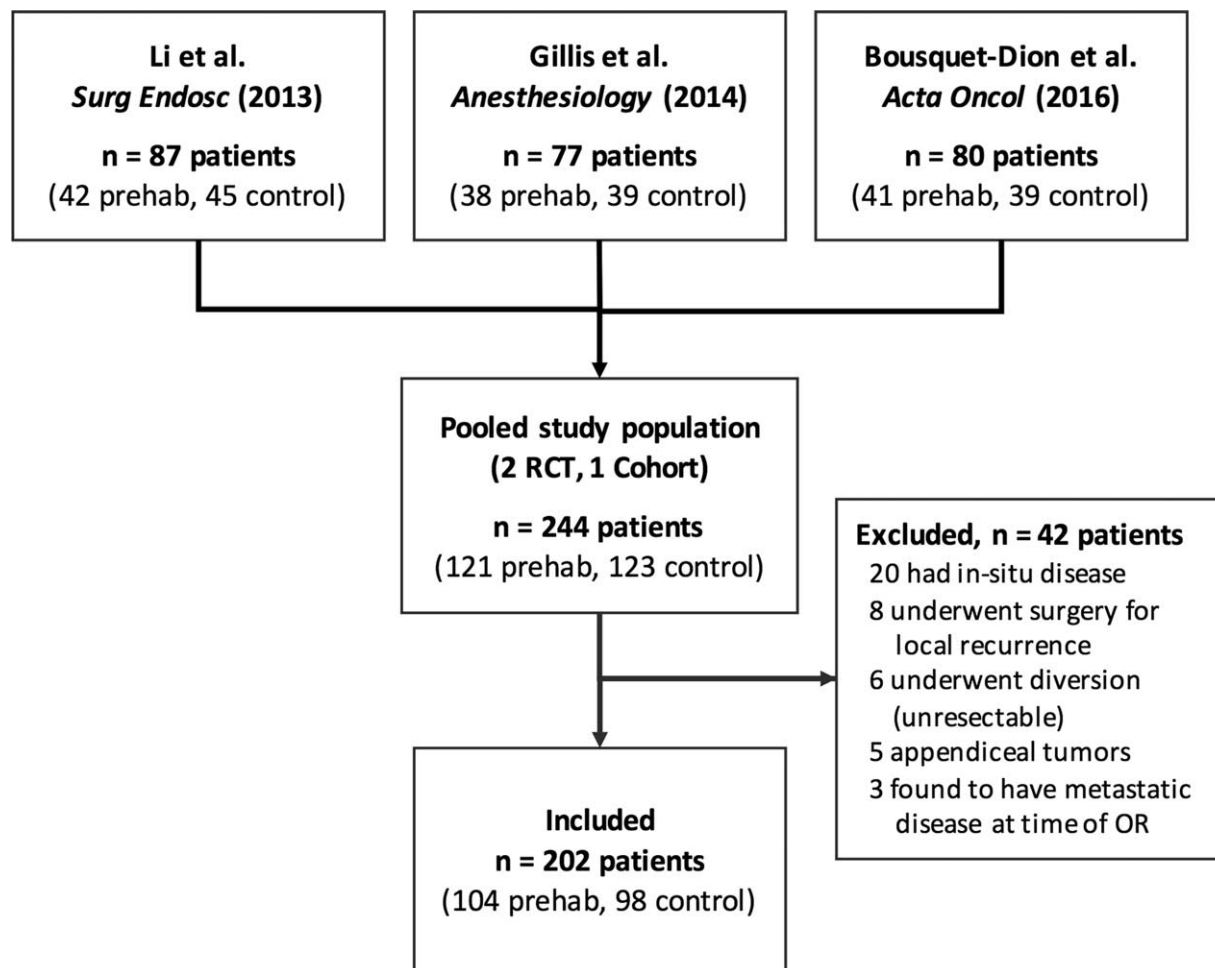 Li et al.
Surg Endosc (2013)
n = 87 patients
(42 prehab, 45 control)
Gillis et al.
Anesthesiology (2014)
n = 77 patients
(38 prehab, 39 control)
Bousquet-Dion et al.
Acta Oncol (2016)
n = 80 patients
(41 prehab, 39 control)
Pooled study population
(2 RCT, 1 Cohort)
n = 244 patients
(121 prehab, 123 control)
Excluded, n = 42 patients
20 had in-situ disease
8 underwent surgery for
local recurrence
6 underwent diversion
(unresectable)
5 appendiceal tumors
3 found to have metastatic
disease at time of OR
Included
n = 202 patients
(104 prehab, 98 control)